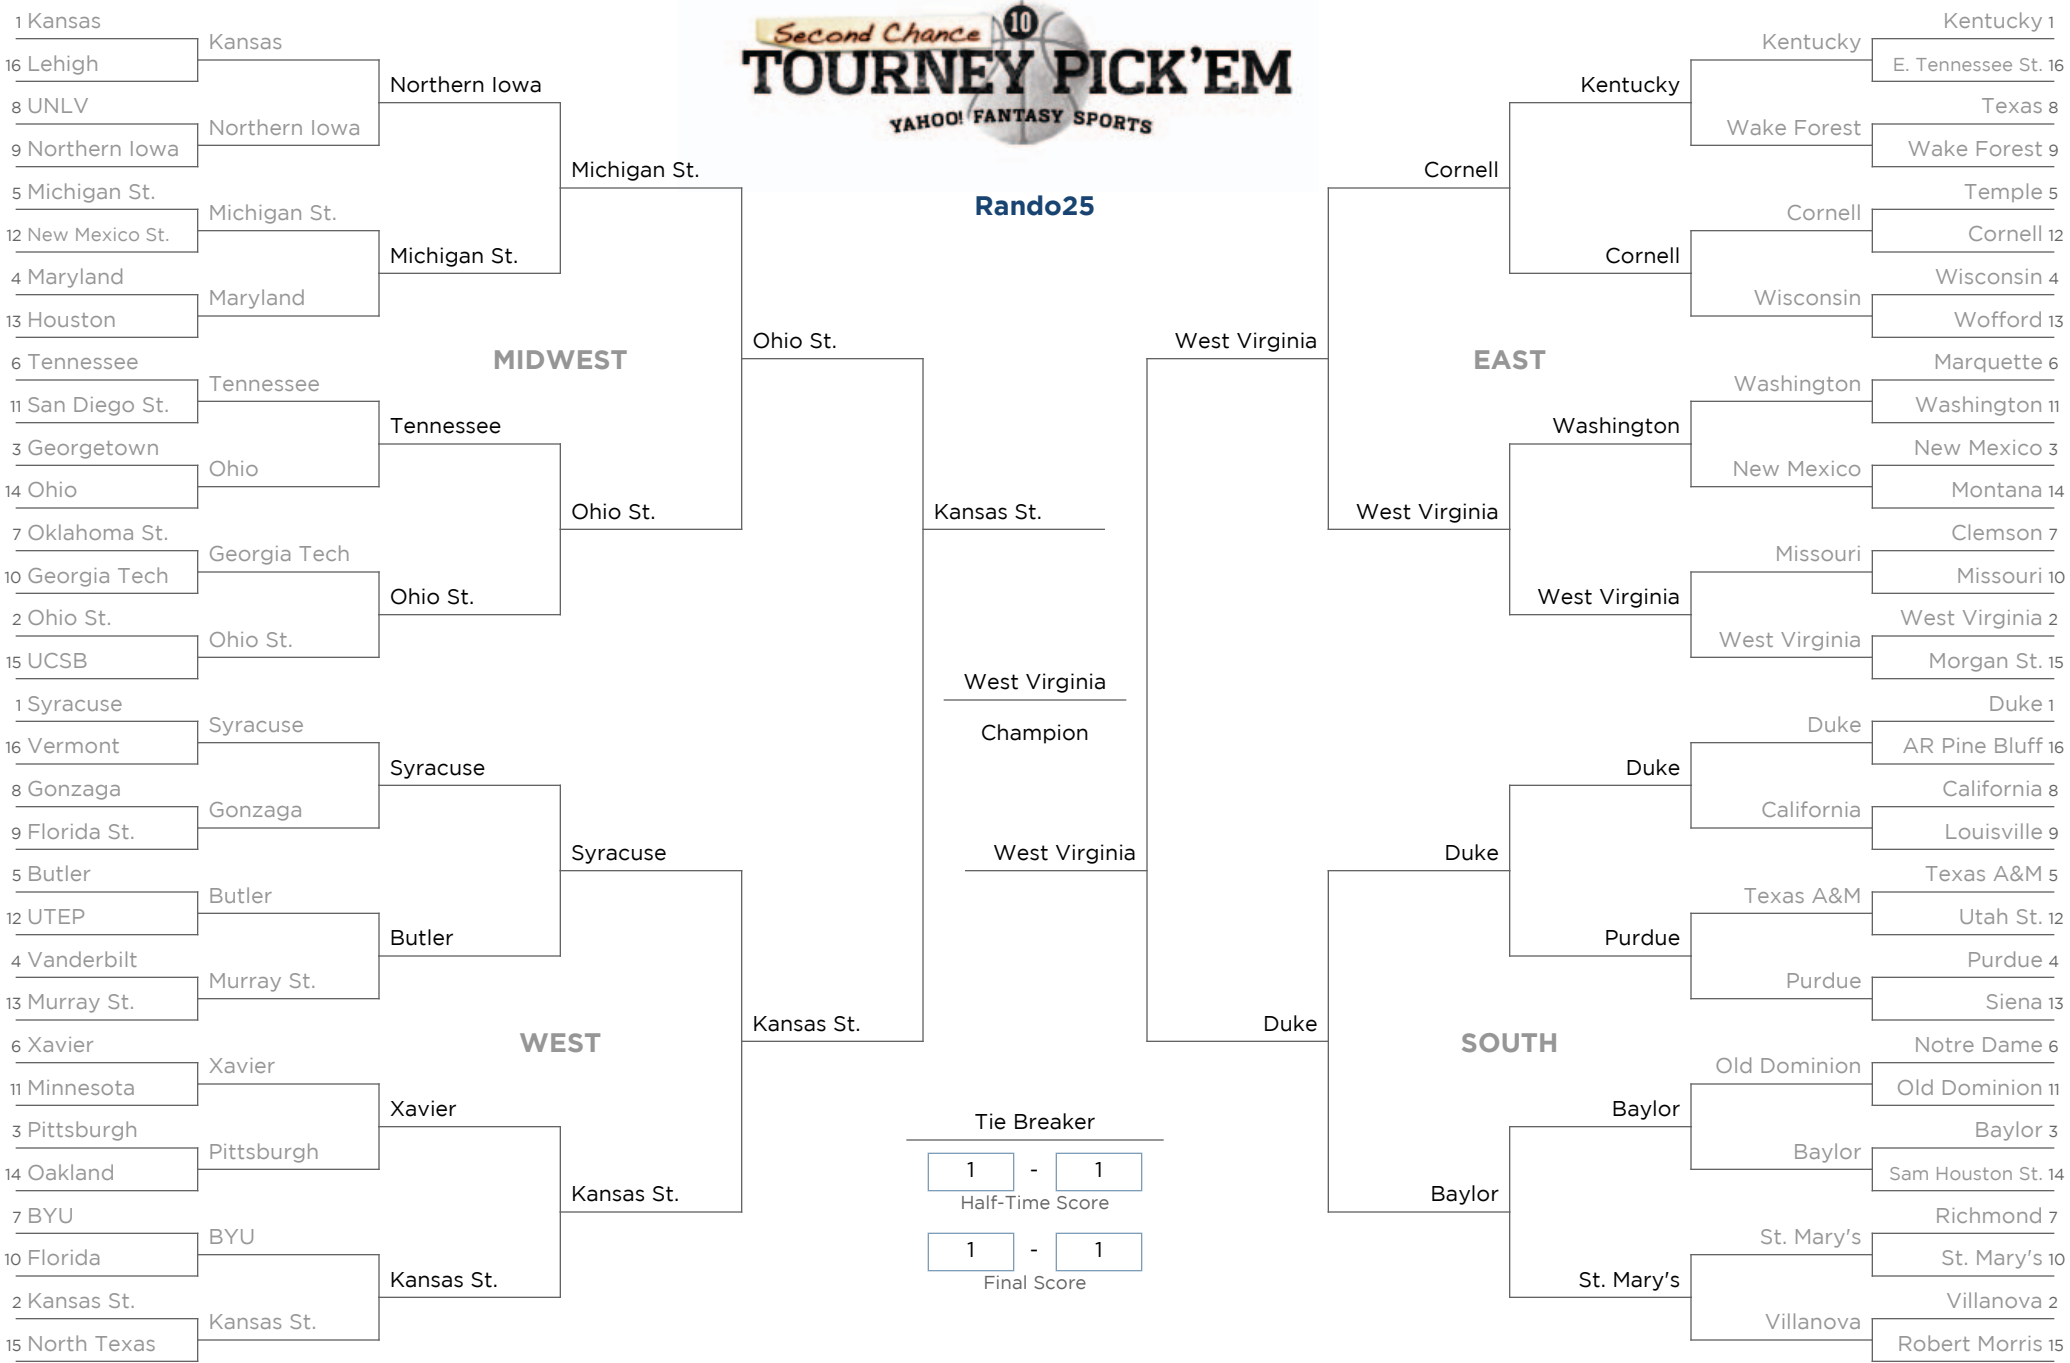 Second Chance 10
TOURNEY PICK'EM
YAHOO! FANTASY SPORTS
Rando25
1 Kansas
16 Lehigh
8 UNLV
9 Northern Iowa
5 Michigan St.
12 New Mexico St.
4 Maryland
13 Houston
6 Tennessee
11 San Diego St.
3 Georgetown
14 Ohio
7 Oklahoma St.
10 Georgia Tech
2 Ohio St.
15 UCSB
Kansas
Northern Iowa
Michigan St.
Maryland
Tennessee
Ohio
Georgia Tech
Ohio St.
Northern Iowa
Michigan St.
Tennessee
Ohio St.
Michigan St.
Ohio St.
MIDWEST
Ohio St.
1 Syracuse
16 Vermont
8 Gonzaga
9 Florida St.
5 Butler
12 UTEP
4 Vanderbilt
13 Murray St.
6 Xavier
11 Minnesota
3 Pittsburgh
14 Oakland
7 BYU
10 Florida
2 Kansas St.
15 North Texas
Syracuse
Gonzaga
Butler
Murray St.
Xavier
Pittsburgh
BYU
Kansas St.
Syracuse
Butler
Xavier
Kansas St.
Syracuse
Kansas St.
WEST
Kansas St.
Kansas St.
West Virginia
Champion
West Virginia
Tie Breaker
1 - 1
Half-Time Score
1 - 1
Final Score
West Virginia
EAST
Cornell
West Virginia
Kentucky
Cornell
Washington
West Virginia
Kentucky
Wake Forest
Cornell
Wisconsin
Washington
New Mexico
Missouri
West Virginia
Kentucky 1
E. Tennessee St. 16
Texas 8
Wake Forest 9
Temple 5
Cornell 12
Wisconsin 4
Wofford 13
Marquette 6
Washington 11
New Mexico 3
Montana 14
Clemson 7
Missouri 10
West Virginia 2
Morgan St. 15
Duke
SOUTH
Duke
Baylor
Duke
Purdue
Baylor
St. Mary's
Duke
California
Texas A&M
Purdue
Old Dominion
Baylor
St. Mary's
Villanova
Duke 1
AR Pine Bluff 16
California 8
Louisville 9
Texas A&M 5
Utah St. 12
Purdue 4
Siena 13
Notre Dame 6
Old Dominion 11
Baylor 3
Sam Houston St. 14
Richmond 7
St. Mary's 10
Villanova 2
Robert Morris 15